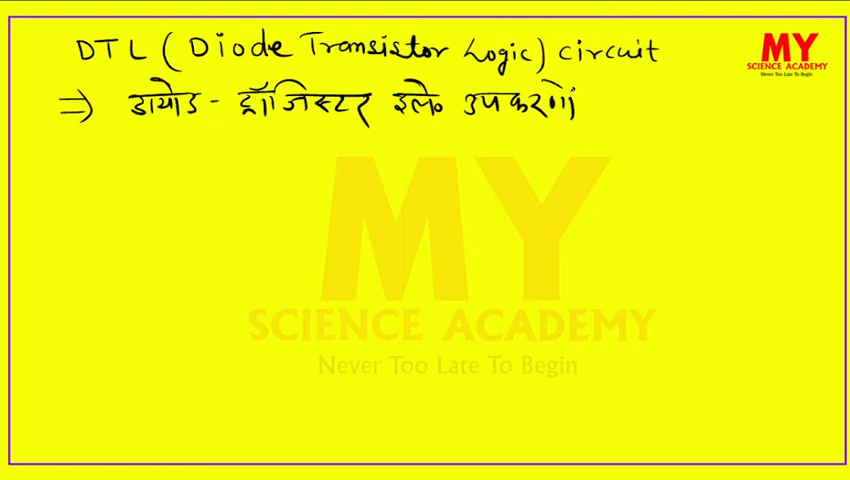 DTL (Diode Transistor Logic) circuit
⇒ डायोड - ट्रॉंजिस्टर इले० उपकरणों
MY
SCIENCE ACADEMY
Never Too Late To Begin
MY
SCIENCE ACADEMY
Never Too Late To Begin